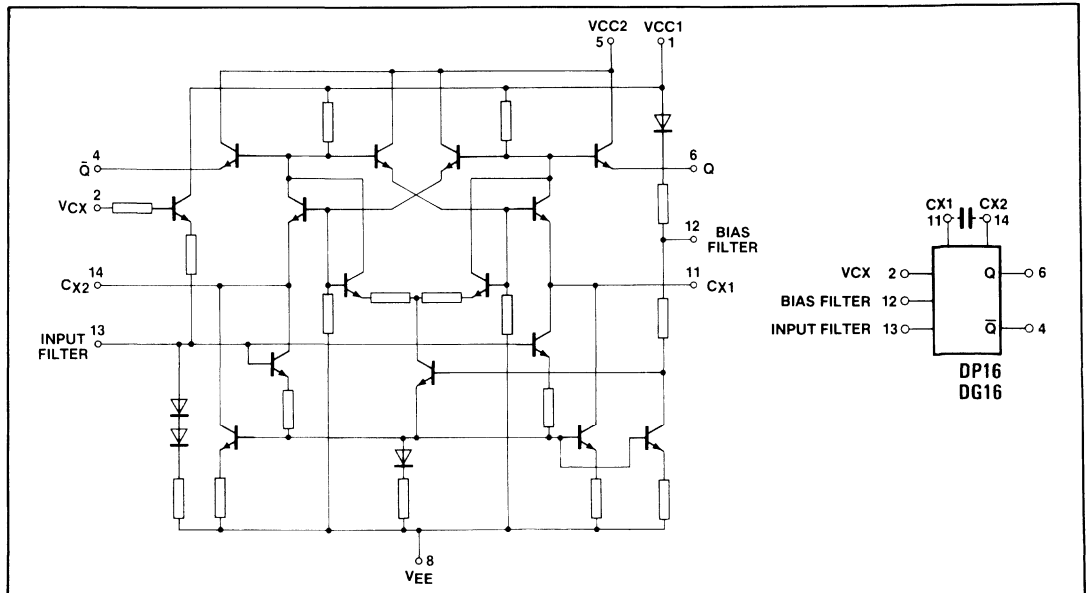 VCC2 VCC1
5 1
4
Q̄
6
Q
2
VCX
12 BIAS
FILTER
14
CX2
11
CX1
13
INPUT
FILTER
8
VEE
CX1 CX2
11 14
VCX 2 Q 6
BIAS FILTER 12
INPUT FILTER 13 Q̄ 4
DP16
DG16